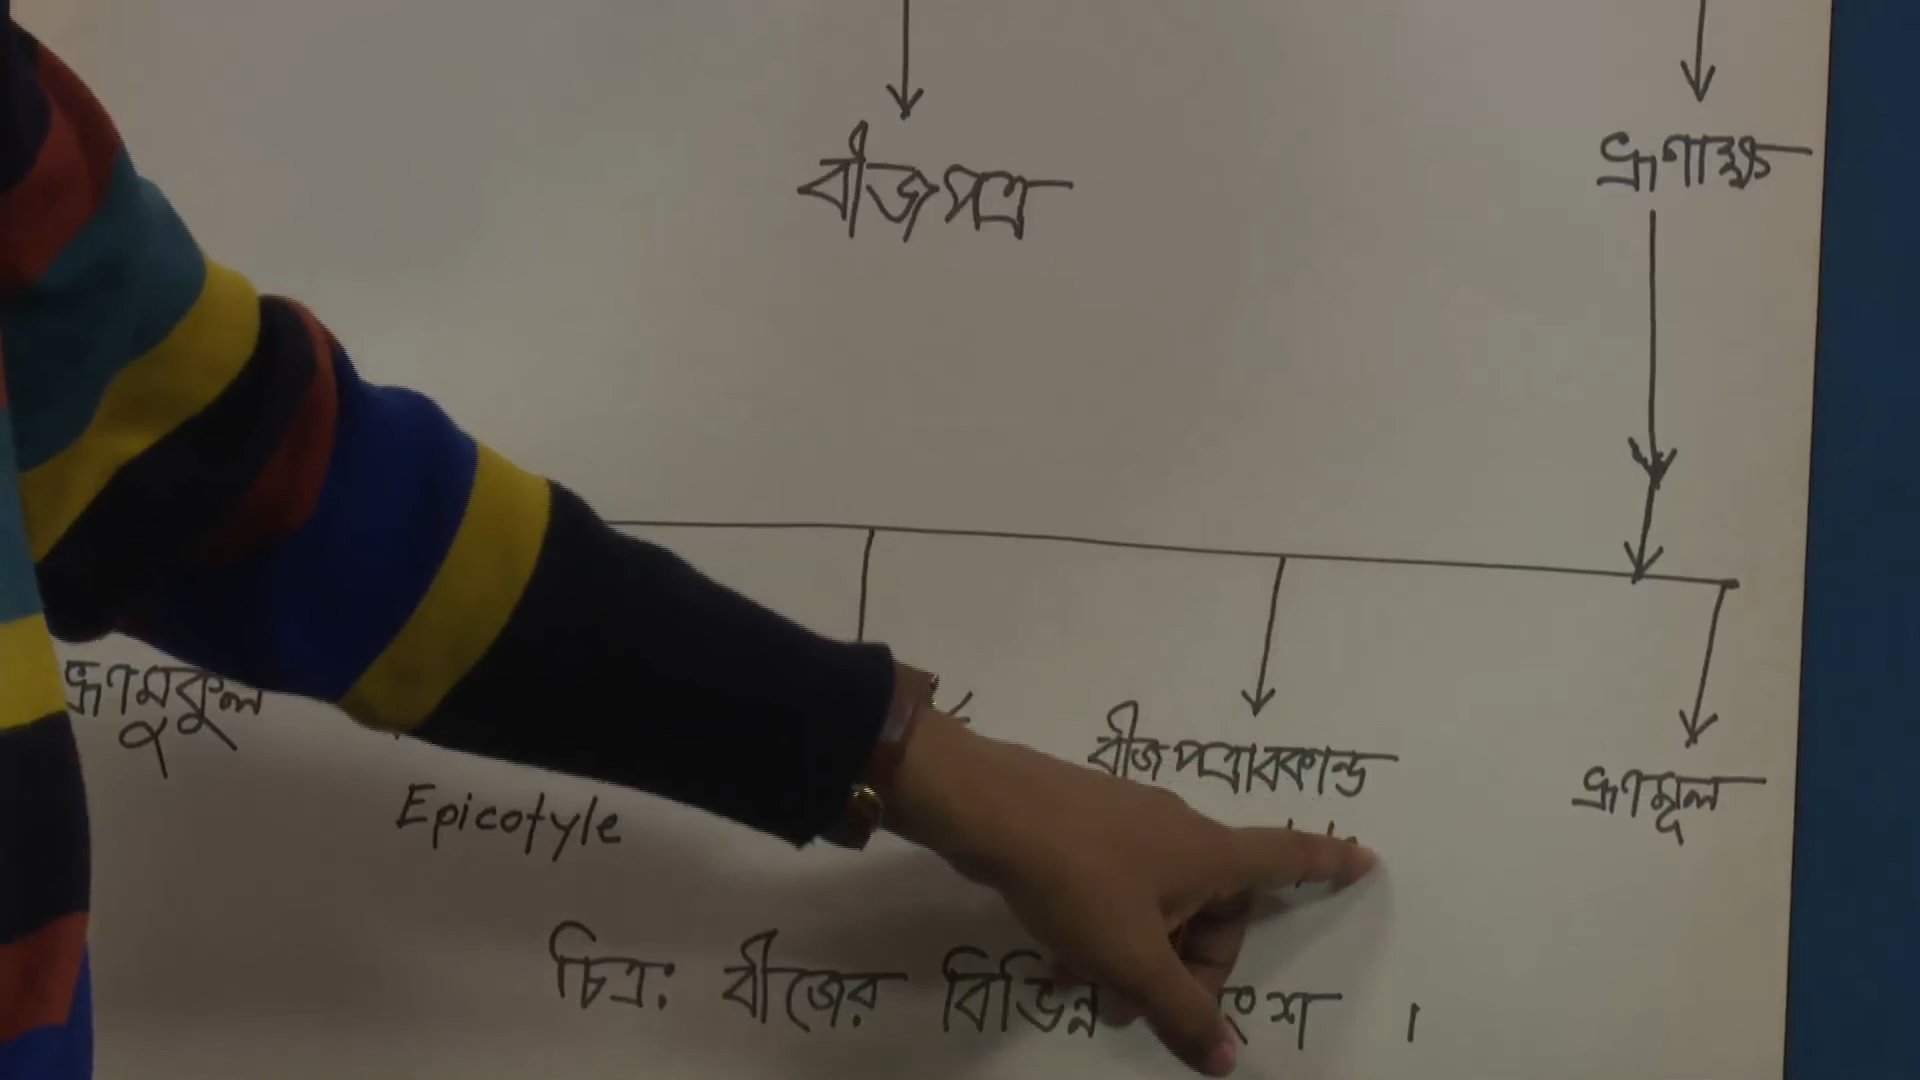 বীজপত্র
ভ্রূণাক্ষ
ভ্রূণমুকুল
বীজপত্রাবকান্ড
ভ্রূণমূল
Epicotyle
চিত্র: বীজের বিভিন্ন